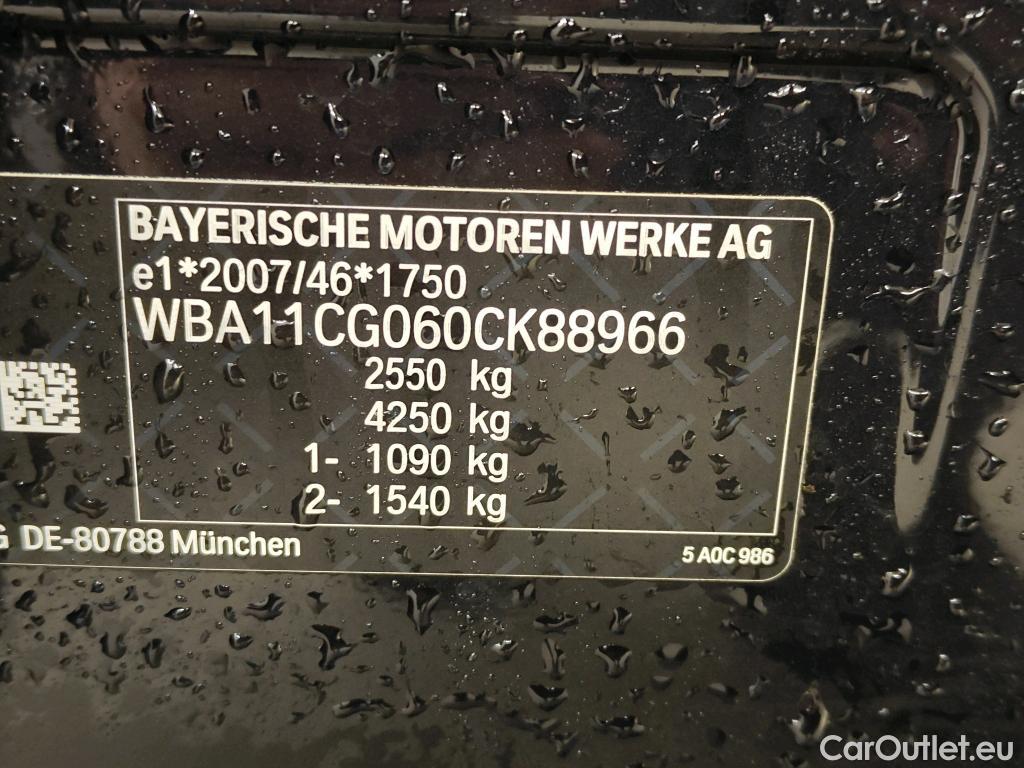 BAYERISCHE MOTOREN WERKE AG
e1*2007/46*1750
WBA11CG060CK88966
2550 kg
4250 kg
1- 1090 kg
2- 1540 kg
DE-80788 München
5 A0C 986
CarOutlet.eu